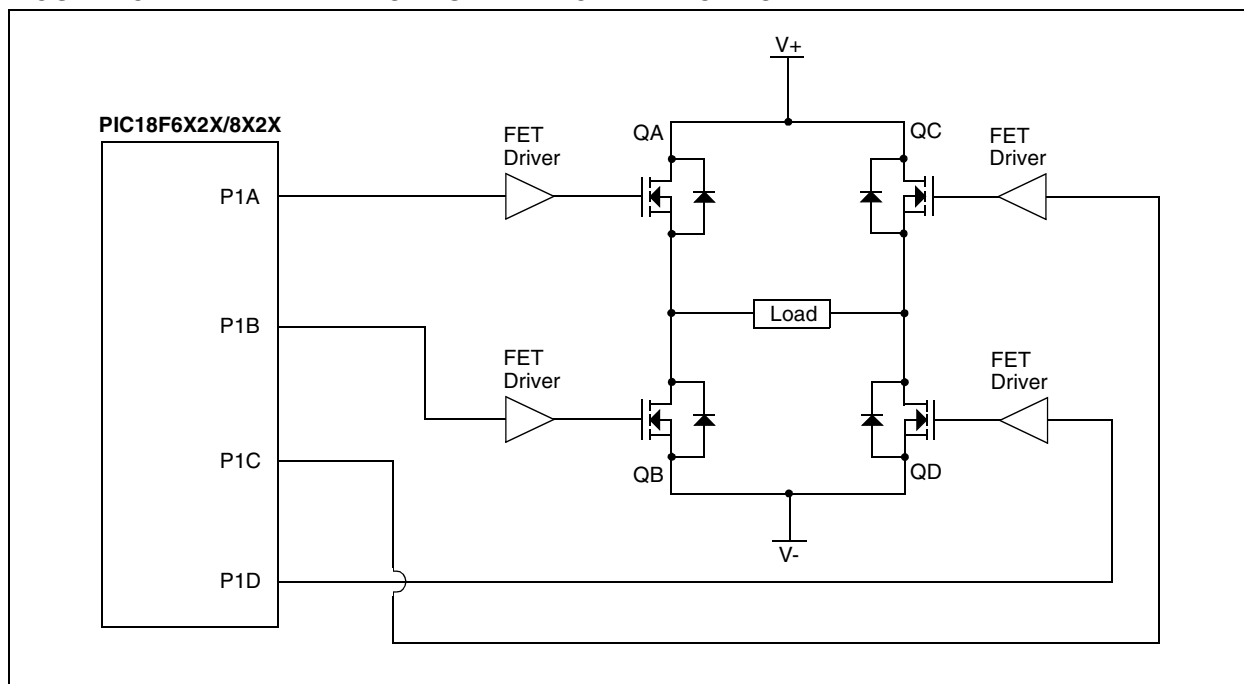 V+
PIC18F6X2X/8X2X
FET
Driver
QA
QC
FET
Driver
P1A
Load
P1B
FET
Driver
FET
Driver
P1C
QB
QD
V-
P1D